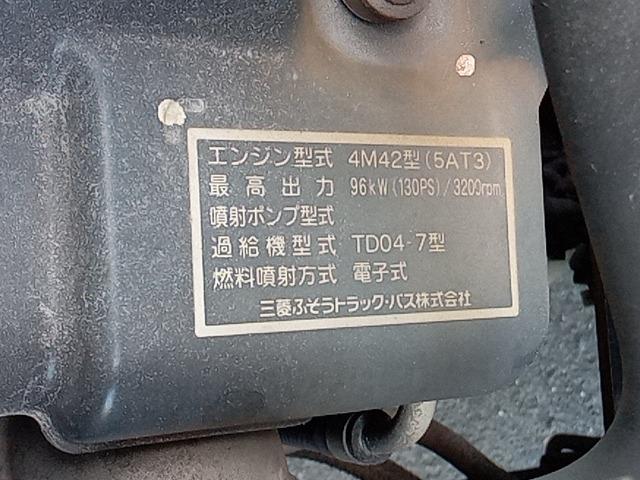 エンジン型式 4M42型(5AT3)
最高出力 96kW(130PS)/3200rpm
噴射ポンプ型式
過給機型式 TD04-7型
燃料噴射方式 電子式
三菱ふそうトラック・バス株式会社